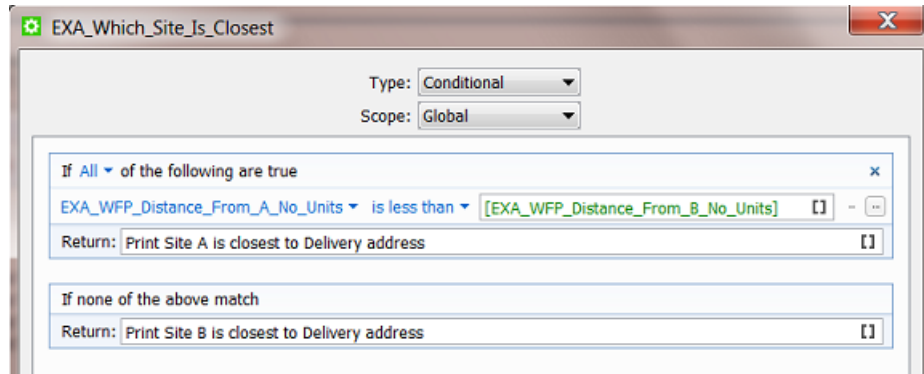 EXA_Which_Site_Is_Closest
Type: Conditional
Scope: Global
If All of the following are true
EXA_WFP_Distance_From_A_No_Units is less than [EXA_WFP_Distance_From_B_No_Units] []
Return: Print Site A is closest to Delivery address []
If none of the above match
Return: Print Site B is closest to Delivery address []